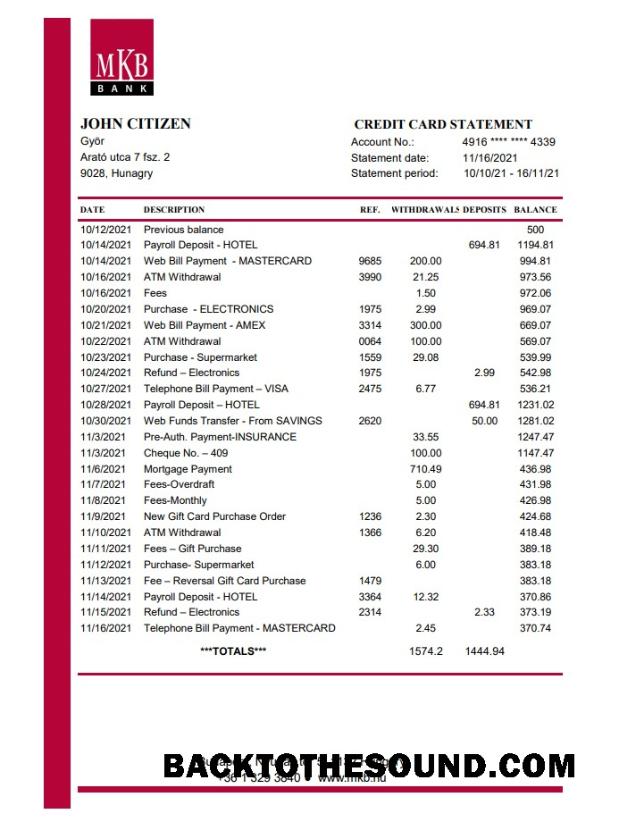 MKB
BANK
JOHN CITIZEN
Győr
Arató utca 7 fsz. 2
9028, Hunagry
CREDIT CARD STATEMENT
Account No.: 4916 **** **** 4339
Statement date: 11/16/2021
Statement period: 10/10/21 - 16/11/21
DATE DESCRIPTION REF. WITHDRAWALS DEPOSITS BALANCE
10/12/2021 Previous balance 500
10/14/2021 Payroll Deposit - HOTEL 694.81 1194.81
10/14/2021 Web Bill Payment - MASTERCARD 9685 200.00 994.81
10/16/2021 ATM Withdrawal 3990 21.25 973.56
10/16/2021 Fees 1.50 972.06
10/20/2021 Purchase - ELECTRONICS 1975 2.99 969.07
10/21/2021 Web Bill Payment - AMEX 3314 300.00 669.07
10/22/2021 ATM Withdrawal 0064 100.00 569.07
10/23/2021 Purchase - Supermarket 1559 29.08 539.99
10/24/2021 Refund – Electronics 1975 2.99 542.98
10/27/2021 Telephone Bill Payment – VISA 2475 6.77 536.21
10/28/2021 Payroll Deposit – HOTEL 694.81 1231.02
10/30/2021 Web Funds Transfer - From SAVINGS 2620 50.00 1281.02
11/3/2021 Pre-Auth. Payment-INSURANCE 33.55 1247.47
11/3/2021 Cheque No. – 409 100.00 1147.47
11/6/2021 Mortgage Payment 710.49 436.98
11/7/2021 Fees-Overdraft 5.00 431.98
11/8/2021 Fees-Monthly 5.00 426.98
11/9/2021 New Gift Card Purchase Order 1236 2.30 424.68
11/10/2021 ATM Withdrawal 1366 6.20 418.48
11/11/2021 Fees – Gift Purchase 29.30 389.18
11/12/2021 Purchase- Supermarket 6.00 383.18
11/13/2021 Fee – Reversal Gift Card Purchase 1479 383.18
11/14/2021 Payroll Deposit - HOTEL 3364 12.32 370.86
11/15/2021 Refund – Electronics 2314 2.33 373.19
11/16/2021 Telephone Bill Payment - MASTERCARD 2.45 370.74
***TOTALS*** 1574.2 1444.94
BACKTOTHESOUND.COM
+36 1 329 3840 www.mkb.hu